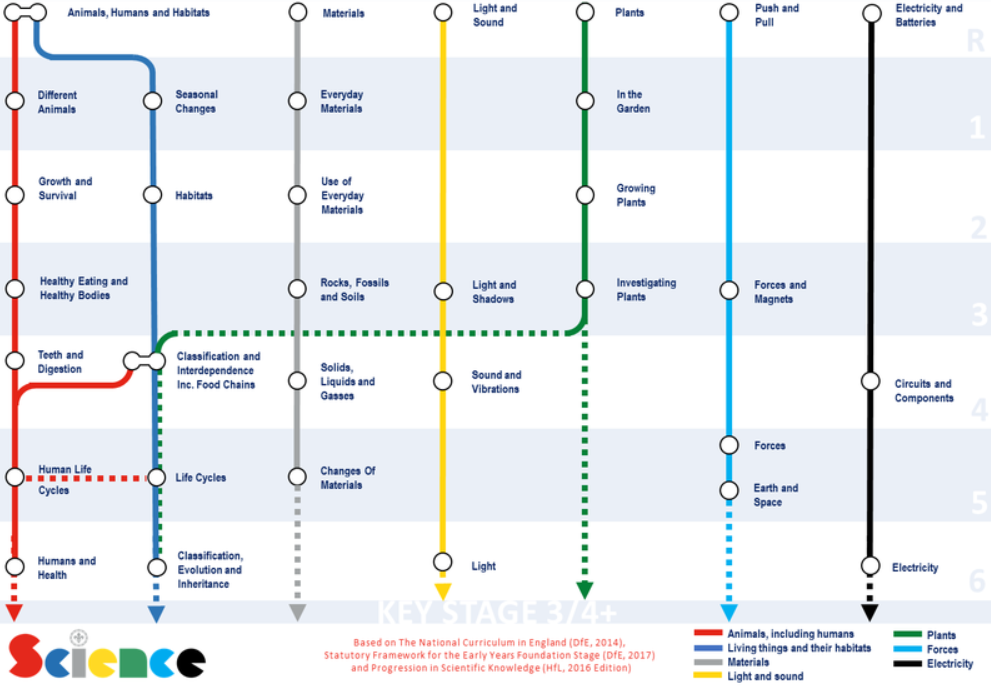 Animals, Humans and Habitats
Materials
Light and
Sound
Plants
Push and
Pull
Electricity and
Batteries
R
Different
Animals
Seasonal
Changes
Everyday
Materials
In the
Garden
1
Growth and
Survival
Habitats
Use of
Everyday
Materials
Growing
Plants
2
Healthy Eating and
Healthy Bodies
Rocks, Fossils
and Soils
Light and
Shadows
Investigating
Plants
Forces and
Magnets
3
Teeth and
Digestion
Classification and
Interdependence
Inc. Food Chains
Solids,
Liquids and
Gasses
Sound and
Vibrations
Circuits and
Components
4
Human Life
Cycles
Life Cycles
Changes Of
Materials
Forces
Earth and
Space
5
Humans and
Health
Classification,
Evolution and
Inheritance
Light
Electricity
6
KEY STAGE 3/4+
Science
Based on The National Curriculum in England (DfE, 2014),
Statutory Framework for the Early Years Foundation Stage (DfE, 2017)
and Progression in Scientific Knowledge (HfL, 2016 Edition)
Animals, including humans
Living things and their habitats
Materials
Light and sound
Plants
Forces
Electricity